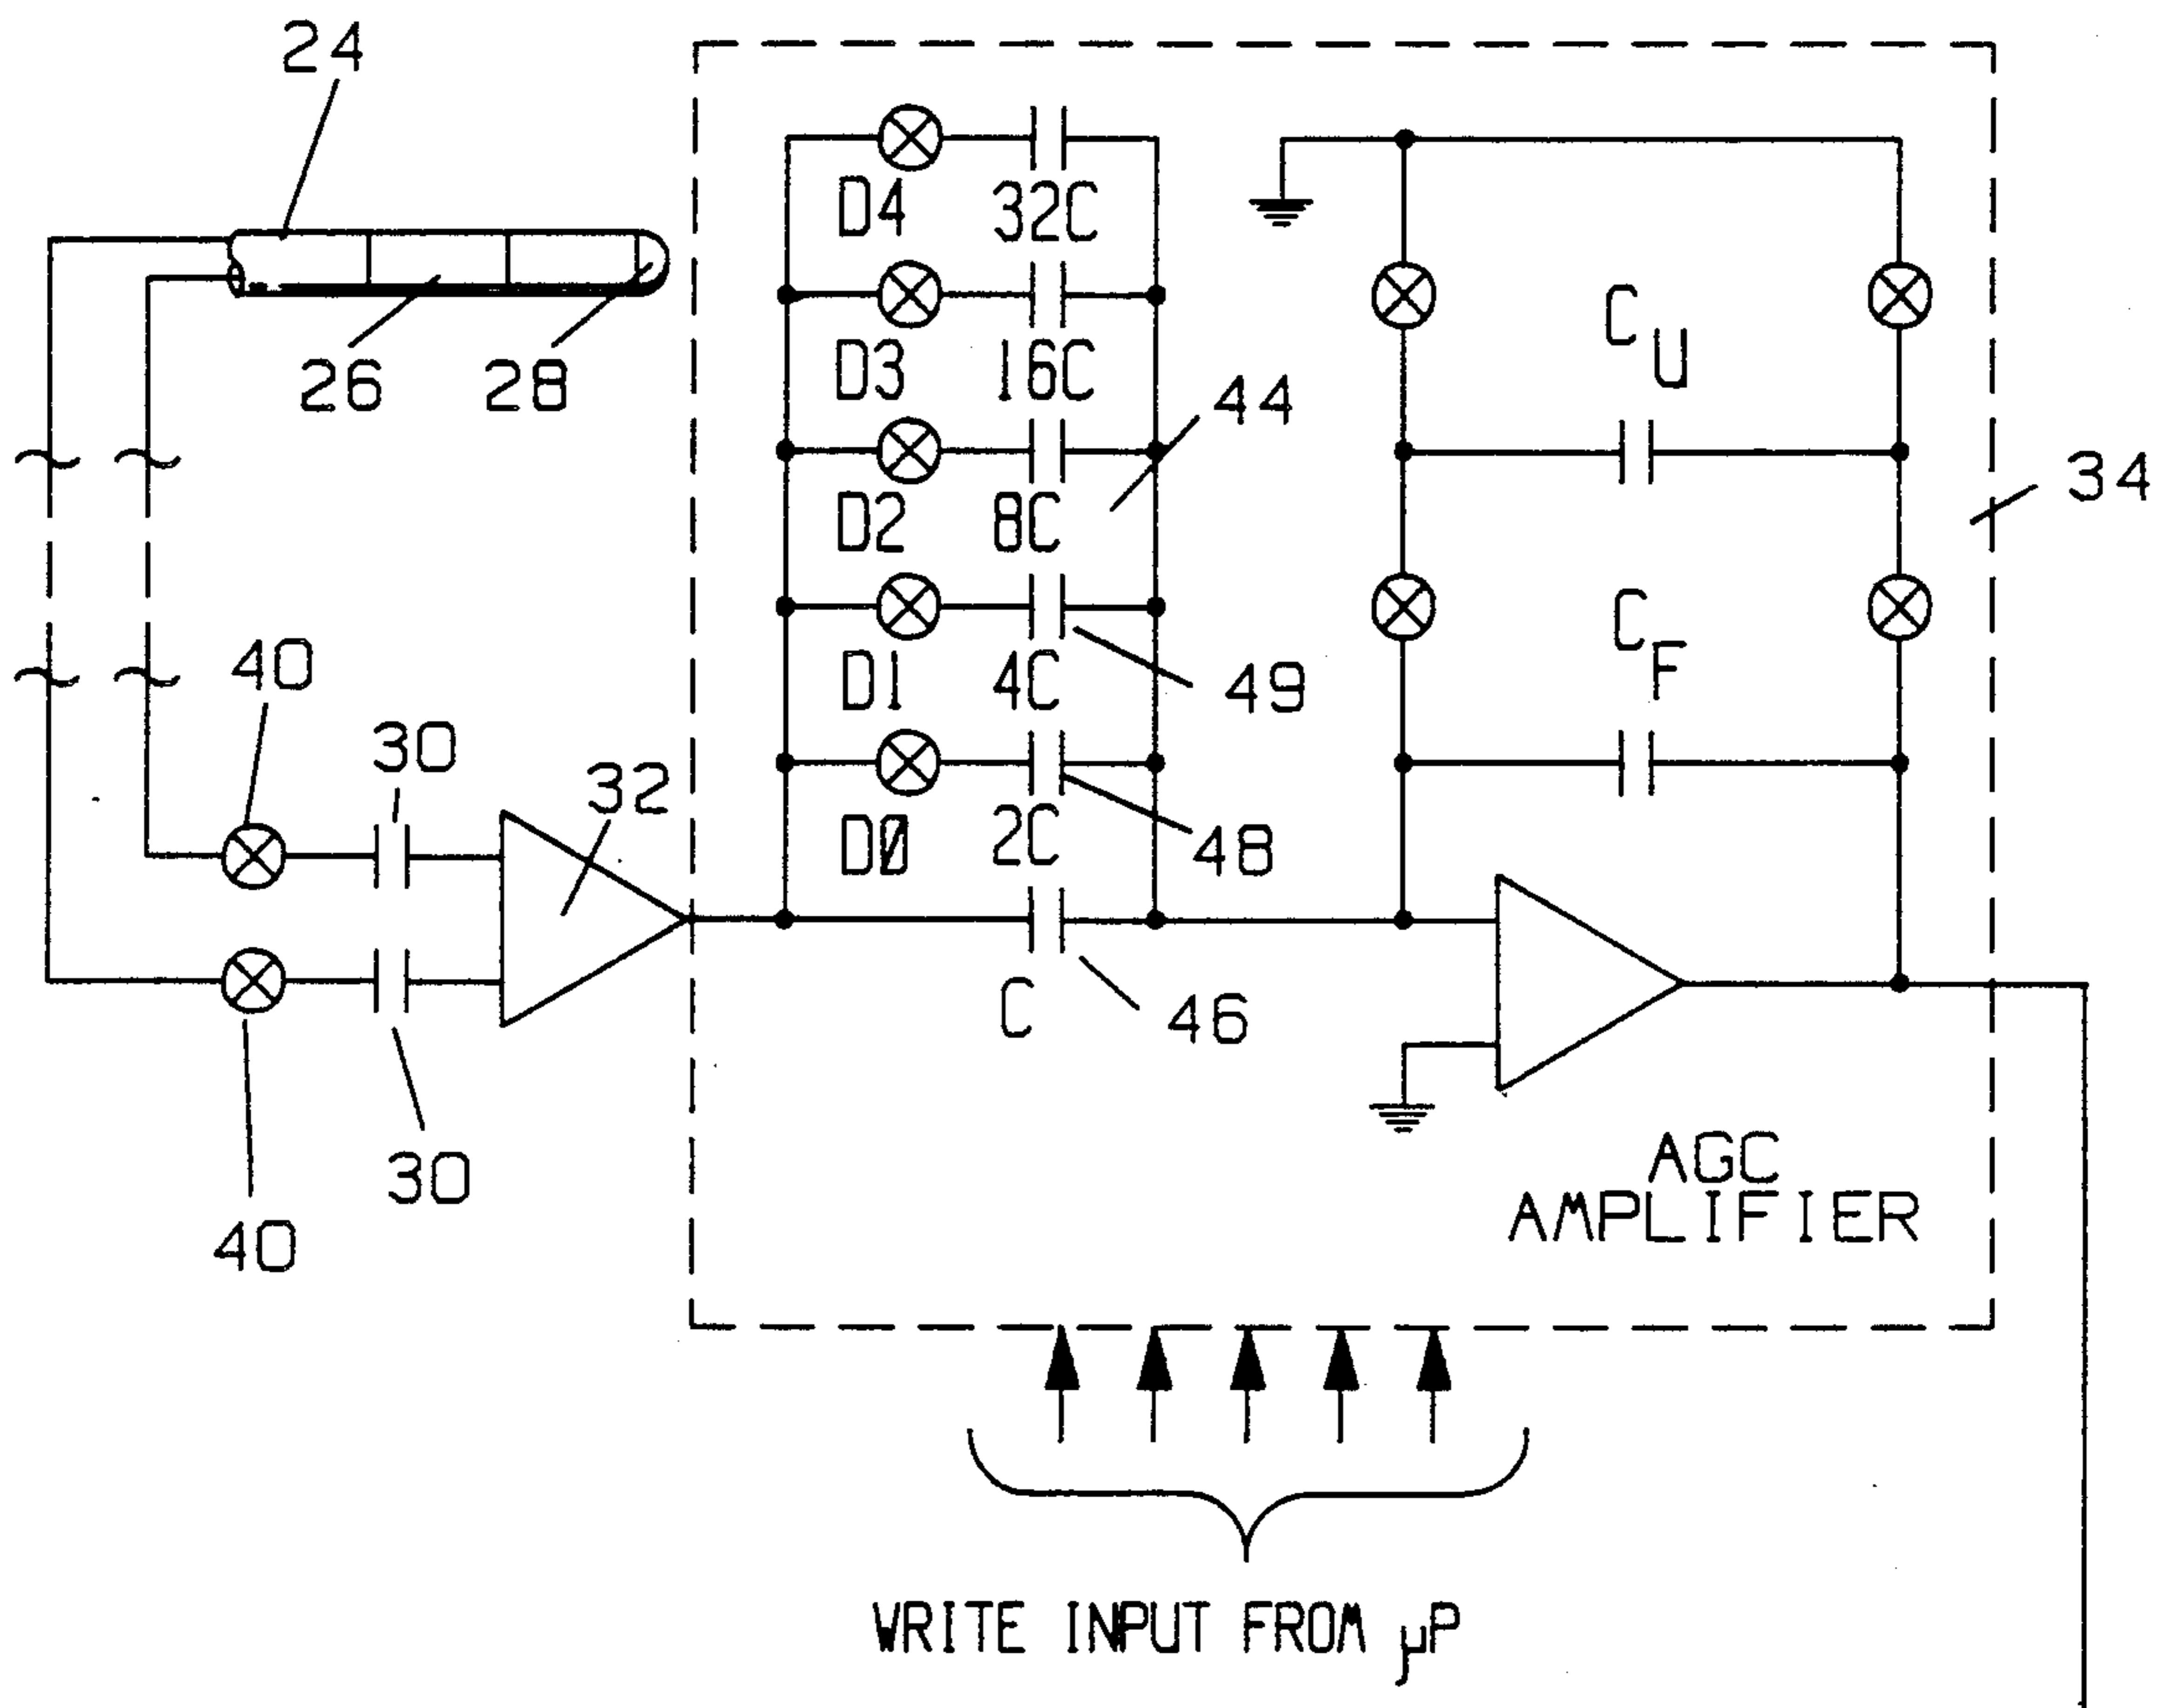 24
D4 32C
26 28
D3 16C
C U
44
34
D2 8C
C F
40
D1 4C
49
30
32
D0 2C
48
C
46
30
40
AGC
AMPLIFIER
WRITE INPUT FROM µP